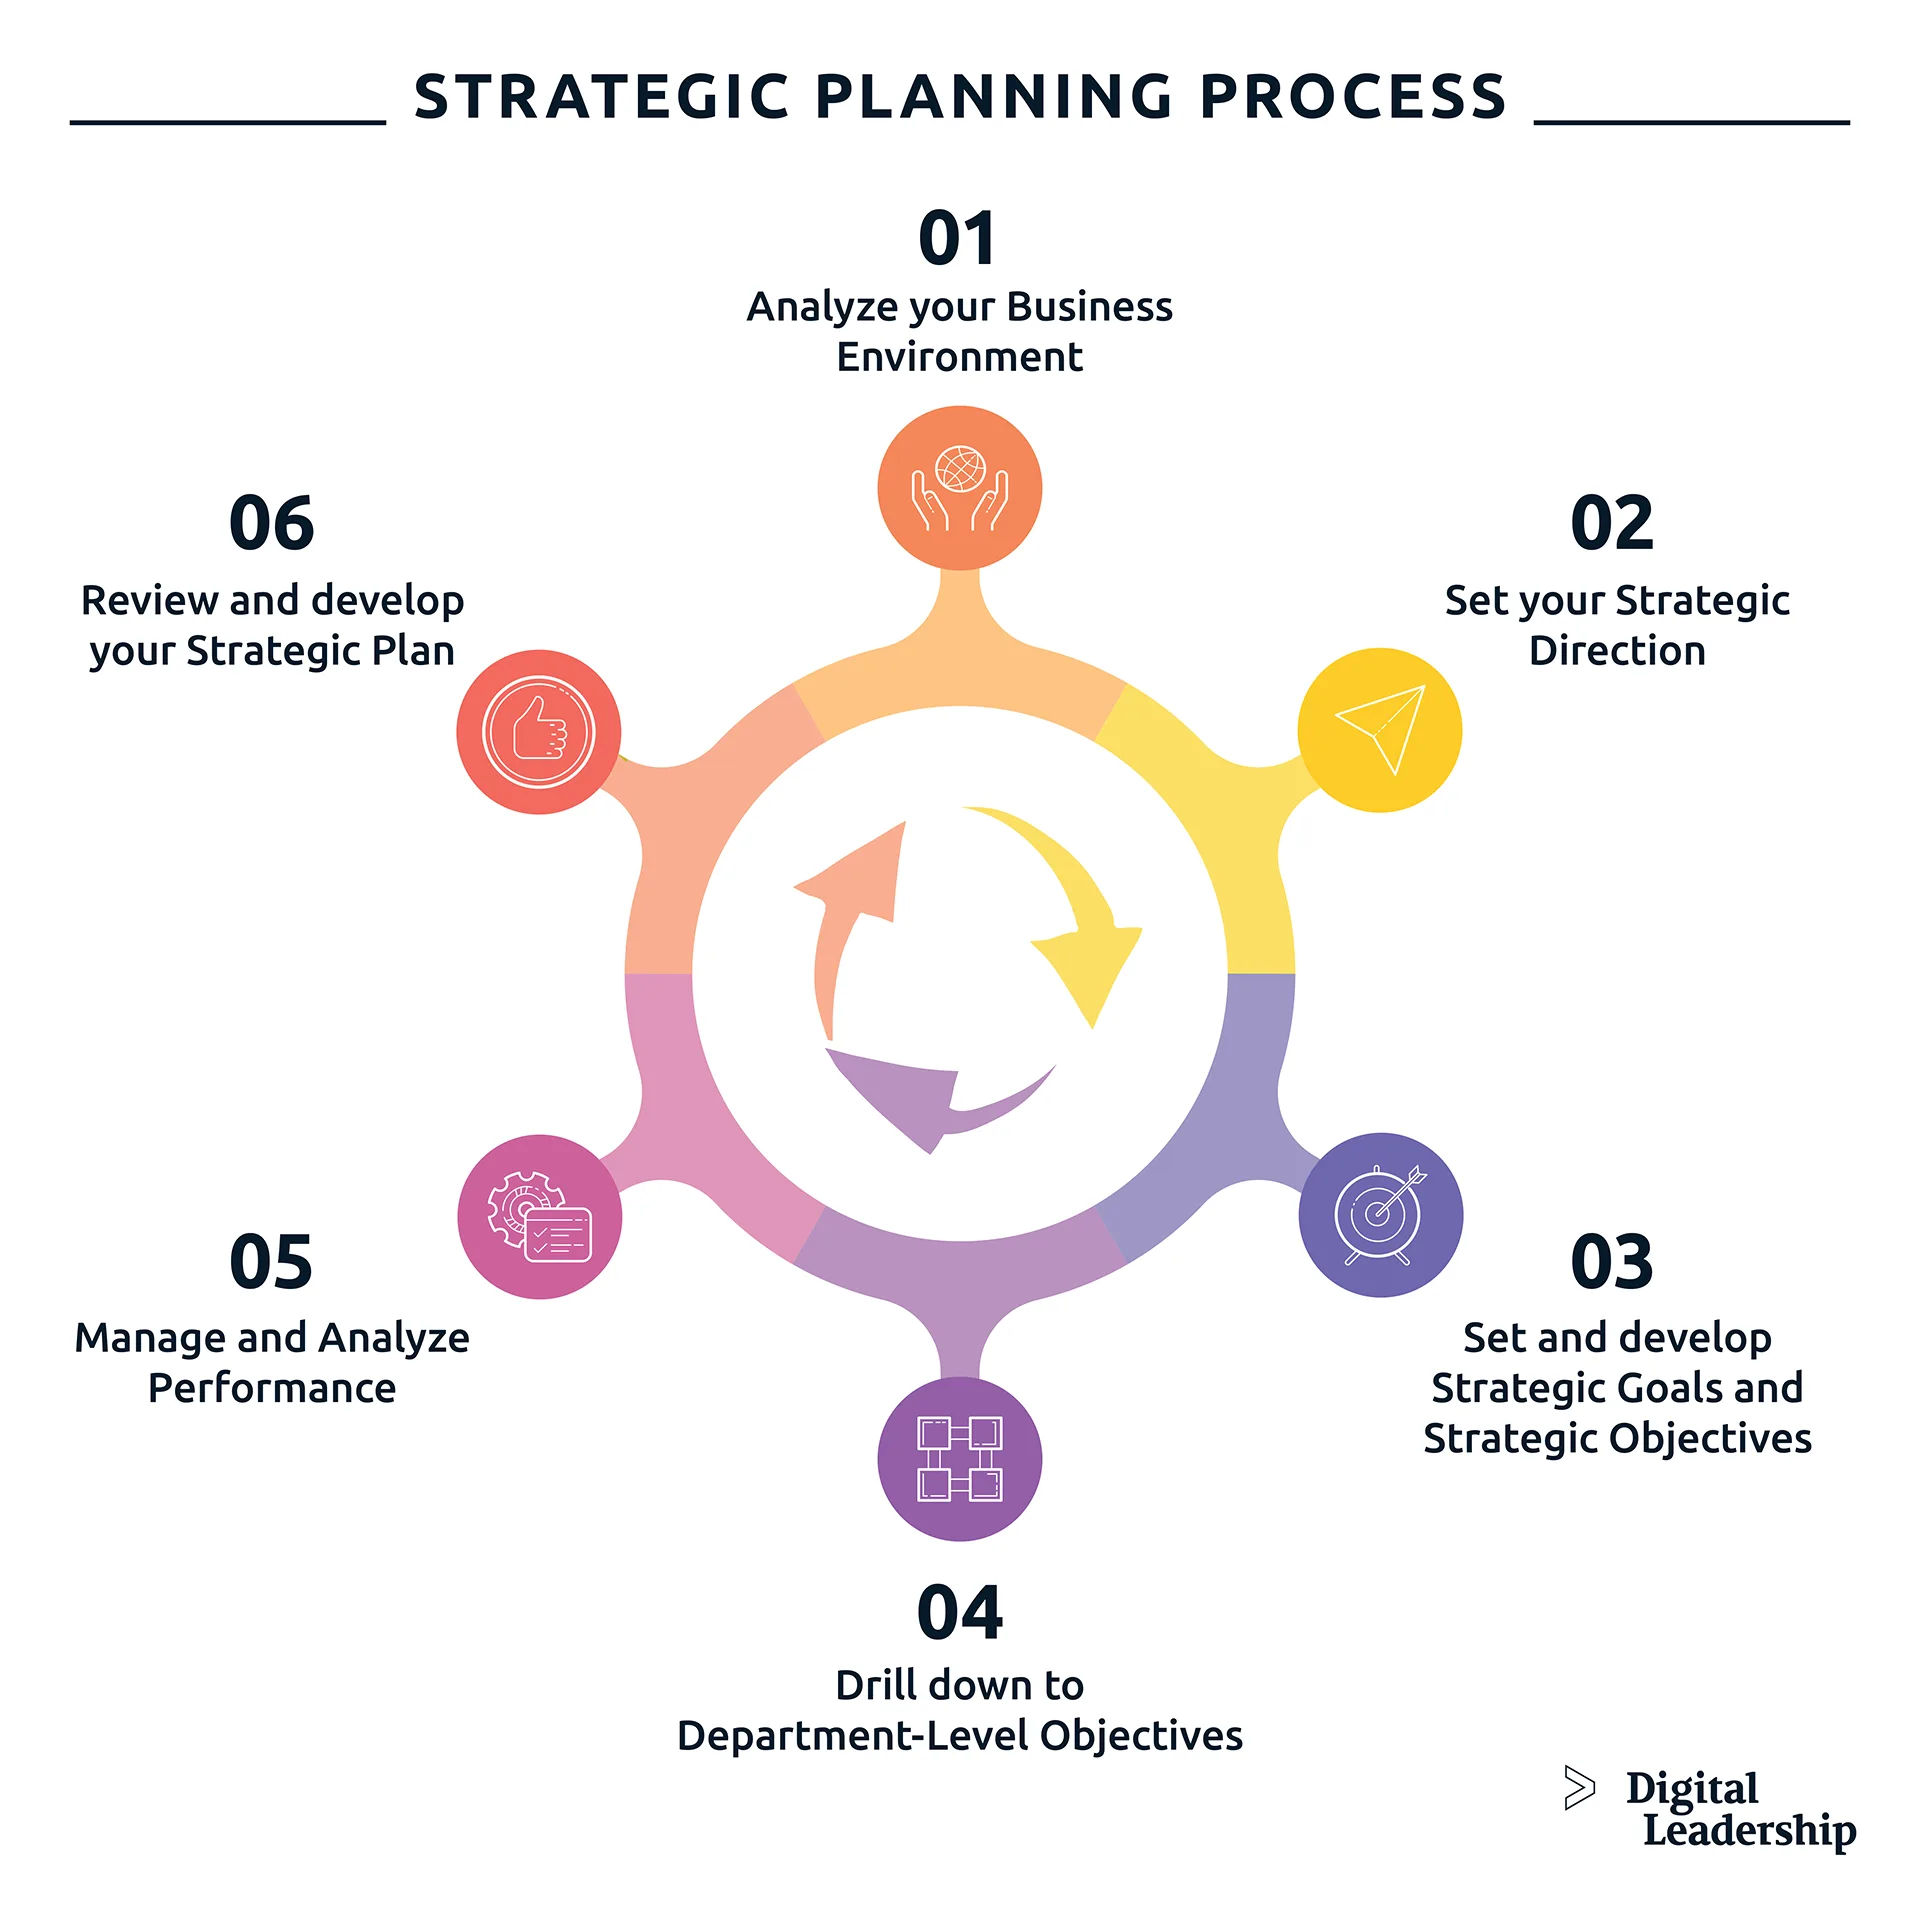 STRATEGIC PLANNING PROCESS
01
Analyze your Business
Environment
02
Set your Strategic
Direction
03
Set and develop
Strategic Goals and
Strategic Objectives
04
Drill down to
Department-Level Objectives
05
Manage and Analyze
Performance
06
Review and develop
your Strategic Plan
Digital
Leadership